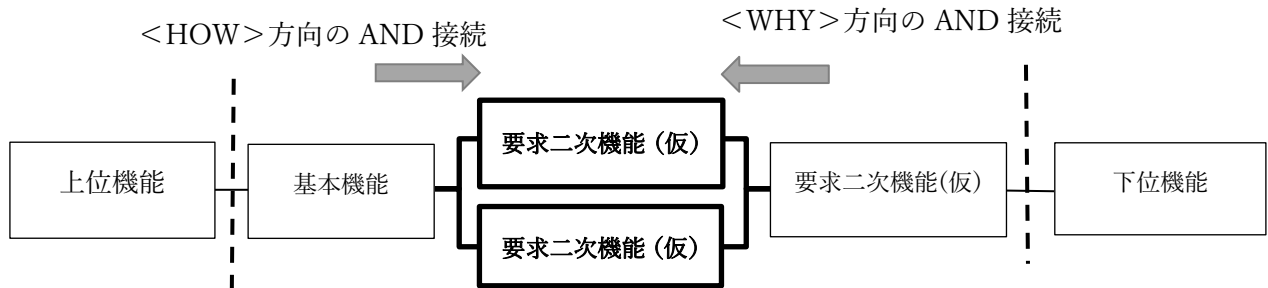 ＜HOW＞方向の AND 接続
＜WHY＞方向の AND 接続
上位機能
基本機能
要求二次機能（仮）
要求二次機能（仮）
要求二次機能(仮)
下位機能